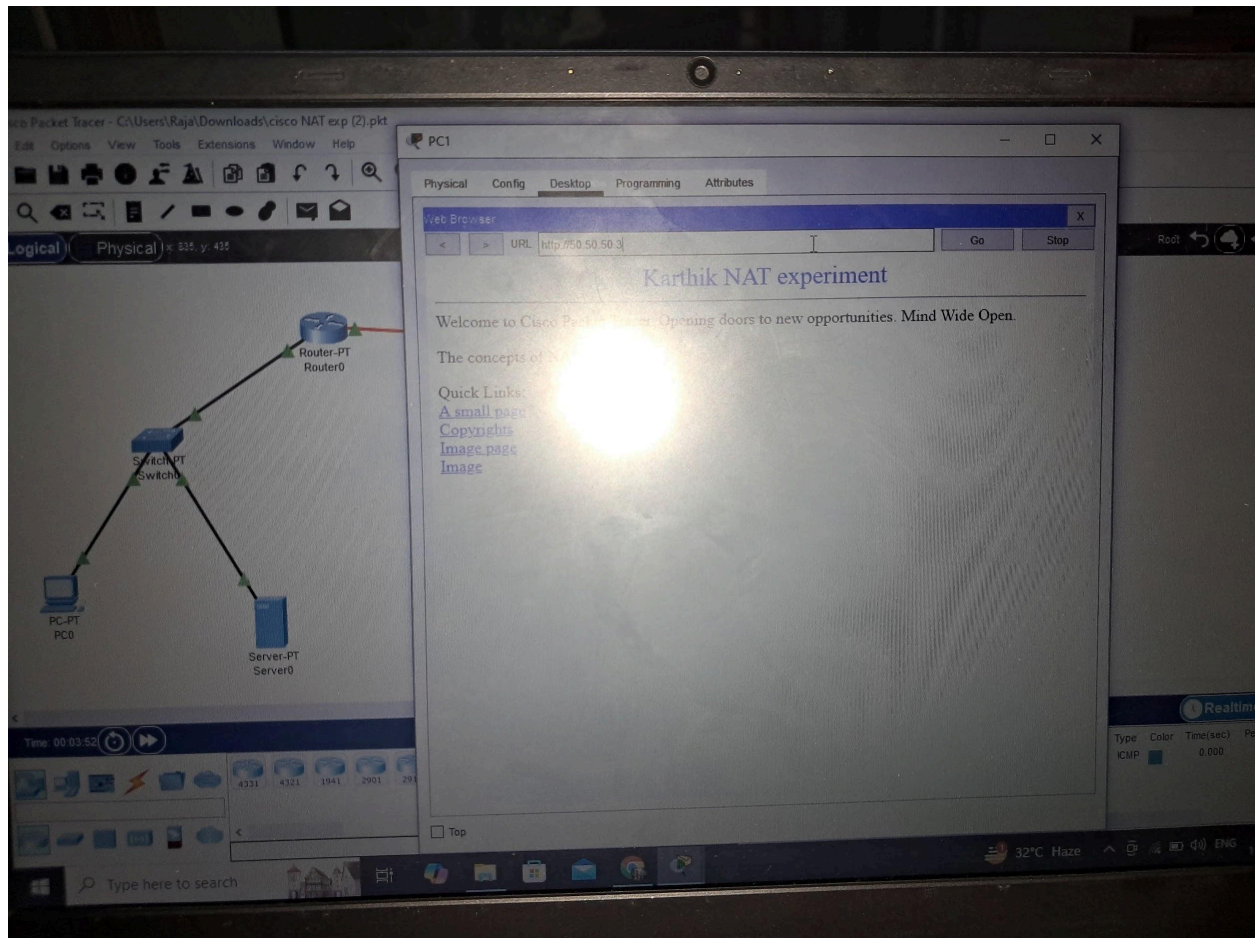 sco Packet Tracer - C:\Users\Raja\Downloads\cisco NAT exp (2).pkt
Edit Options View Tools Extensions Window Help
Logical Physical x: 835, y: 435
Root
PC1
Physical Config Desktop Programming Attributes
Web Browser
X
< > URL http://50.50.50.3 Go Stop
Karthik NAT experiment
Welcome to Cisco Opening doors to new opportunities. Mind Wide Open.
The concepts of
Quick Links:
A small page
Copyrights
Image page
Image
Top
Router-PT
Router0
Switch-PT
Switch0
PC-PT
PC0
Server-PT
Server0
Time: 00:03:52
Realtime
4331 4321 1941 2901 291
Type Color Time(sec) Pe
ICMP 0.000
Type here to search
32°C Haze
ENG